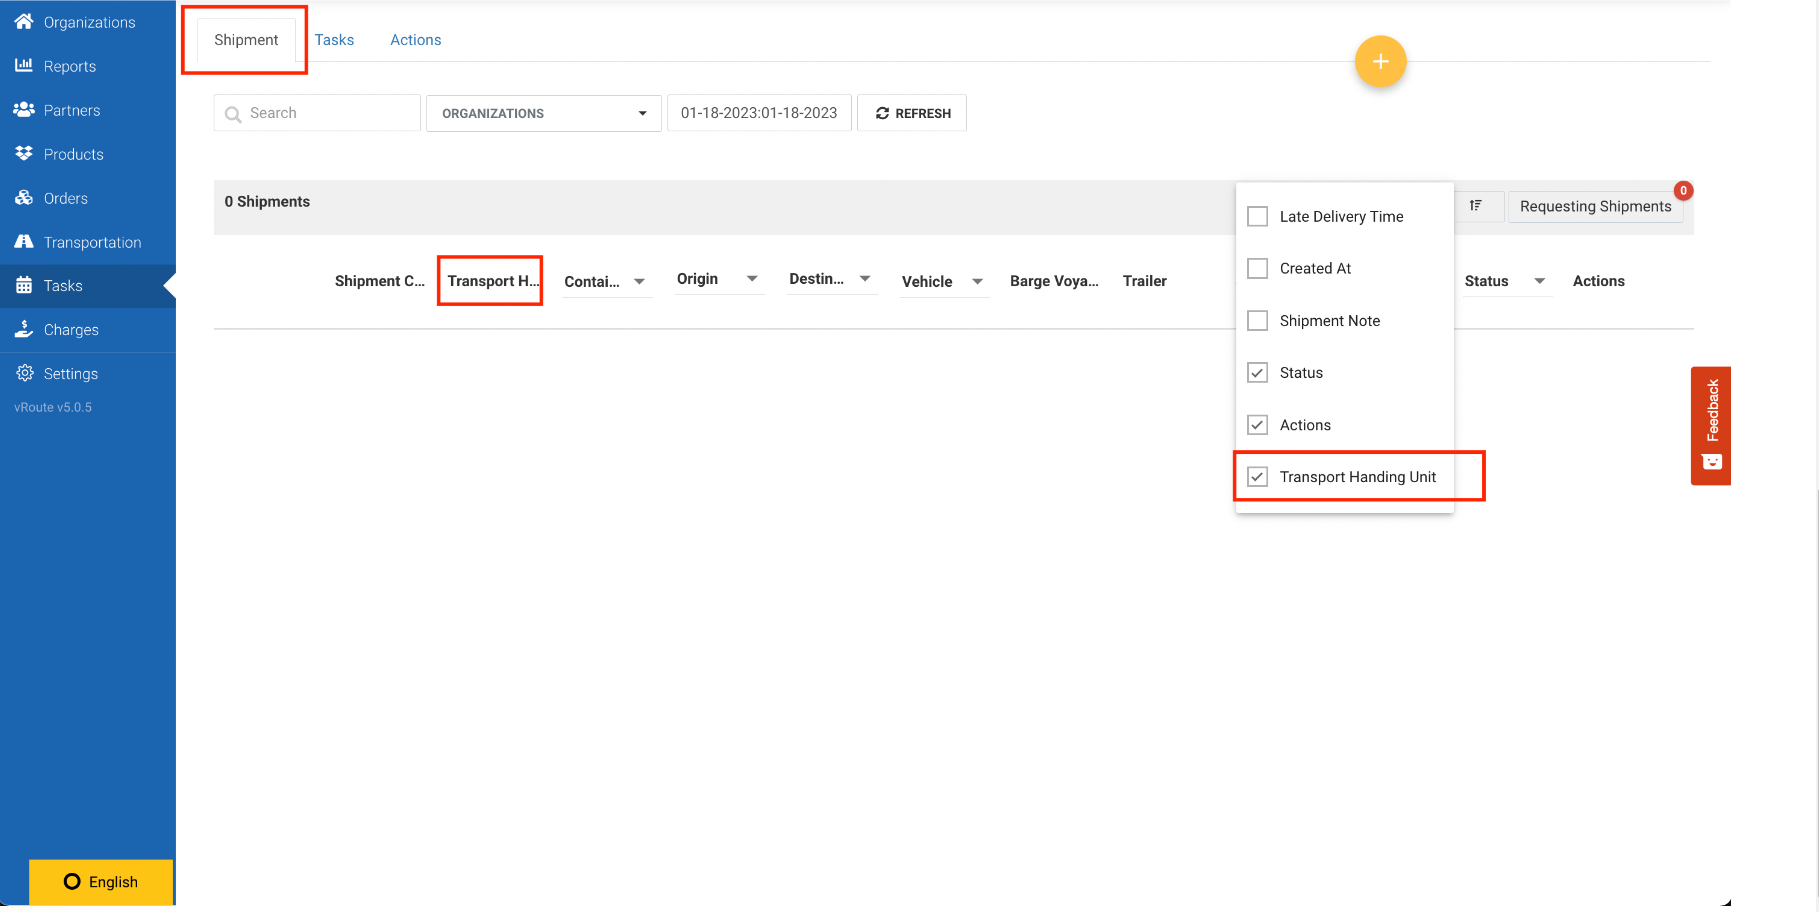 Organizations
Reports
Partners
Products
Orders
Transportation
Tasks
Charges
Settings
vRoute v5.0.5
English
Shipment
Tasks
Actions
+
Search
ORGANIZATIONS
01-18-2023:01-18-2023
REFRESH
0 Shipments
Requesting Shipments
0
Shipment C...
Transport H...
Contai...
Origin
Destin...
Vehicle
Barge Voya...
Trailer
Status
Actions
Late Delivery Time
Created At
Shipment Note
Status
Actions
Transport Handing Unit
Feedback